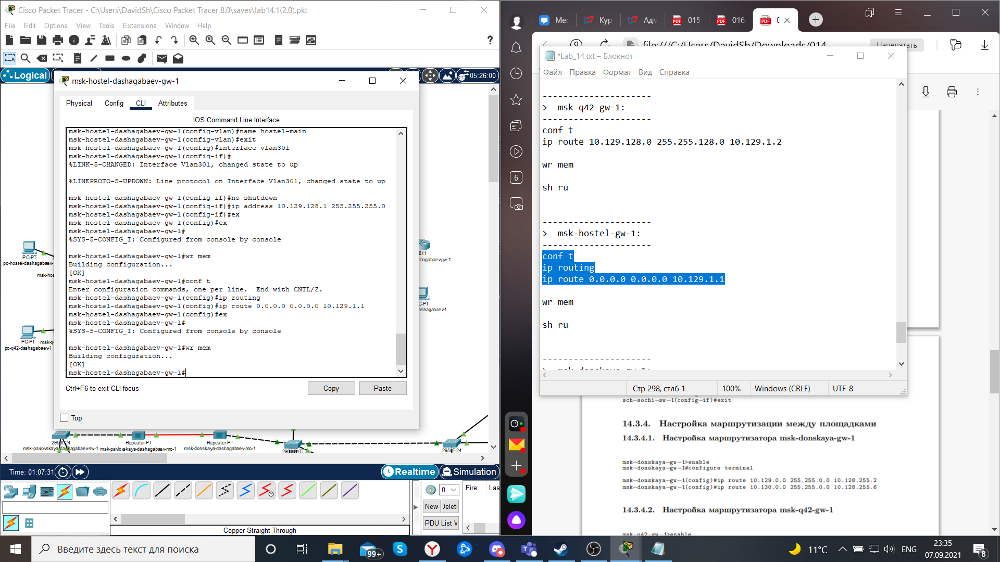 Cisco Packet Tracer - C:\Users\DavidSh\Cisco Packet Tracer 8.0\saves\lab14.1(2.0).pkt
File Edit Options View Tools Extensions Window Help
Logical
05:26:00
msk-hostel-dashagabaev-gw-1
Physical Config CLI Attributes
IOS Command Line Interface
msk-hostel-dashagabaev-gw-1(config-vlan)#name hostel-main
msk-hostel-dashagabaev-gw-1(config-vlan)#exit
msk-hostel-dashagabaev-gw-1(config)#interface vlan301
msk-hostel-dashagabaev-gw-1(config-if)#
%LINK-5-CHANGED: Interface Vlan301, changed state to up
%LINEPROTO-5-UPDOWN: Line protocol on Interface Vlan301, changed state to up
msk-hostel-dashagabaev-gw-1(config-if)#no shutdown
msk-hostel-dashagabaev-gw-1(config-if)#ip address 10.129.128.1 255.255.255.0
msk-hostel-dashagabaev-gw-1(config-if)#ex
msk-hostel-dashagabaev-gw-1(config)#ex
msk-hostel-dashagabaev-gw-1#
%SYS-5-CONFIG_I: Configured from console by console
msk-hostel-dashagabaev-gw-1#wr mem
Building configuration...
[OK]
msk-hostel-dashagabaev-gw-1#conf t
Enter configuration commands, one per line. End with CNTL/Z.
msk-hostel-dashagabaev-gw-1(config)#ip routing
msk-hostel-dashagabaev-gw-1(config)#ip route 0.0.0.0 0.0.0.0 10.129.1.1
msk-hostel-dashagabaev-gw-1(config)#ex
msk-hostel-dashagabaev-gw-1#
%SYS-5-CONFIG_I: Configured from console by console
msk-hostel-dashagabaev-gw-1#wr mem
Building configuration...
[OK]
msk-hostel-dashagabaev-gw-1#
Ctrl+F6 to exit CLI focus
Copy Paste
Top
PC-PT
pc-hostel-dashagabaev
msk-hos
PC-PT
msk-q
pc-q42-dashagabaev-1
811
ashagabaev-gw-1
C-PT
ashagabaev-1
2950T-24
msk-pavlovskaya-dashagabaev-sw-1
Repeater-PT
msk-pavlovskaya-dashagabaev-mc-1
Repeater-PT
msk-donskaya-dashagabaev-mc-1
2950T-24
Time: 01:07:31
Realtime Simulation
0
Fire Las
New Delet
PDU List W
Copper Straight-Through
Мес
Кур
Адм
015
016
0
file:///C:/Users/DavidSh/Downloads/014-
Напечатать
6
*Lab_14.txt – Блокнот
Файл Правка Формат Вид Справка
---------------------
> msk-q42-gw-1:
---------------------
conf t
ip route 10.129.128.0 255.255.128.0 10.129.1.2
wr mem
sh ru
---------------------
> msk-hostel-gw-1:
---------------------
conf t
ip routing
ip route 0.0.0.0 0.0.0.0 10.129.1.1
wr mem
sh ru
---------------------
> msk-donskaya-gw-1:
Стр 298, стлб 1 100% Windows (CRLF) UTF-8
sch-sochi-sw-1(config-if)#exit
14.3.4. Настройка маршрутизации между площадками
14.3.4.1. Настройка маршрутизатора msk-donskaya-gw-1
msk-donskaya-gw-1>enable
msk-donskaya-gw-1#configure terminal
msk-donskaya-gw-1(config)#ip route 10.129.0.0 255.255.0.0 10.128.255.2
msk-donskaya-gw-1(config)#ip route 10.130.0.0 255.255.0.0 10.128.255.6
14.3.4.2. Настройка маршрутизатора msk-q42-gw-1
msk-q42-gw-1>enable
Введите здесь текст для поиска
99+
11°C
ENG
23:35
07.09.2021
8